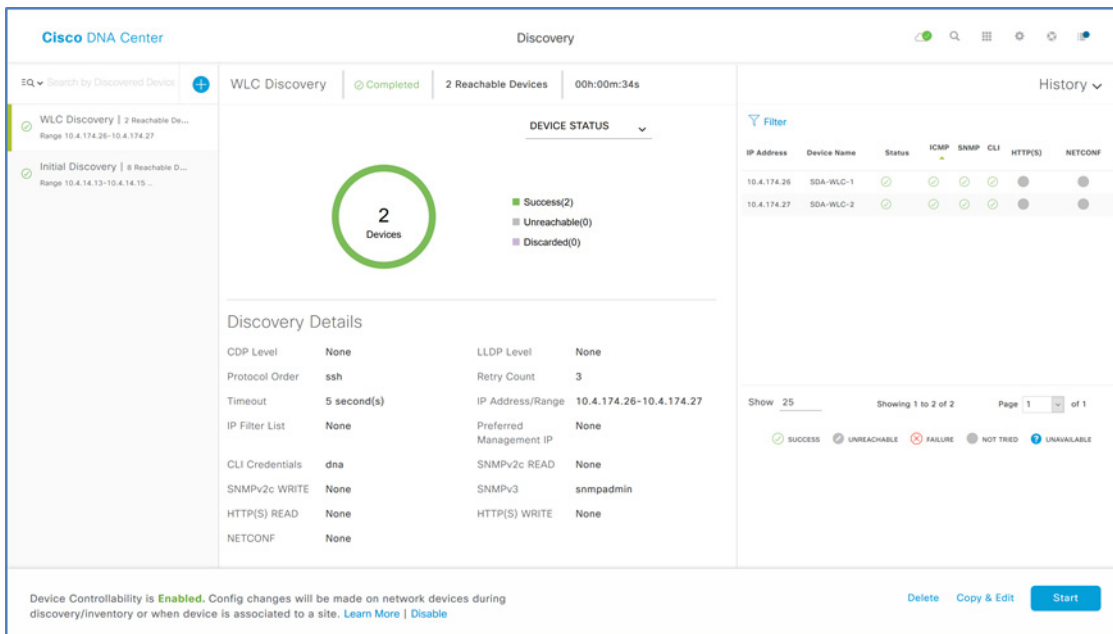 Cisco DNA Center
Discovery
Search by Discovered Device
WLC Discovery | 2 Reachable De...
Range 10.4.174.26-10.4.174.27
Initial Discovery | 8 Reachable D...
Range 10.4.14.13-10.4.14.15 ..
WLC Discovery
Completed
2 Reachable Devices
00h:00m:34s
DEVICE STATUS
2
Devices
Success(2)
Unreachable(0)
Discarded(0)
Discovery Details
CDP Level None LLDP Level None
Protocol Order ssh Retry Count 3
Timeout 5 second(s) IP Address/Range 10.4.174.26-10.4.174.27
IP Filter List None Preferred Management IP None
CLI Credentials dna SNMPv2c READ None
SNMPv2c WRITE None SNMPv3 snmpadmin
HTTP(S) READ None HTTP(S) WRITE None
NETCONF None
History
Filter
IP Address Device Name Status ICMP SNMP CLI HTTP(S) NETCONF
10.4.174.26 SDA-WLC-1
10.4.174.27 SDA-WLC-2
Show 25 Showing 1 to 2 of 2 Page 1 of 1
SUCCESS UNREACHABLE FAILURE NOT TRIED UNAVAILABLE
Device Controllability is Enabled. Config changes will be made on network devices during
discovery/inventory or when device is associated to a site. Learn More | Disable
Delete Copy & Edit Start